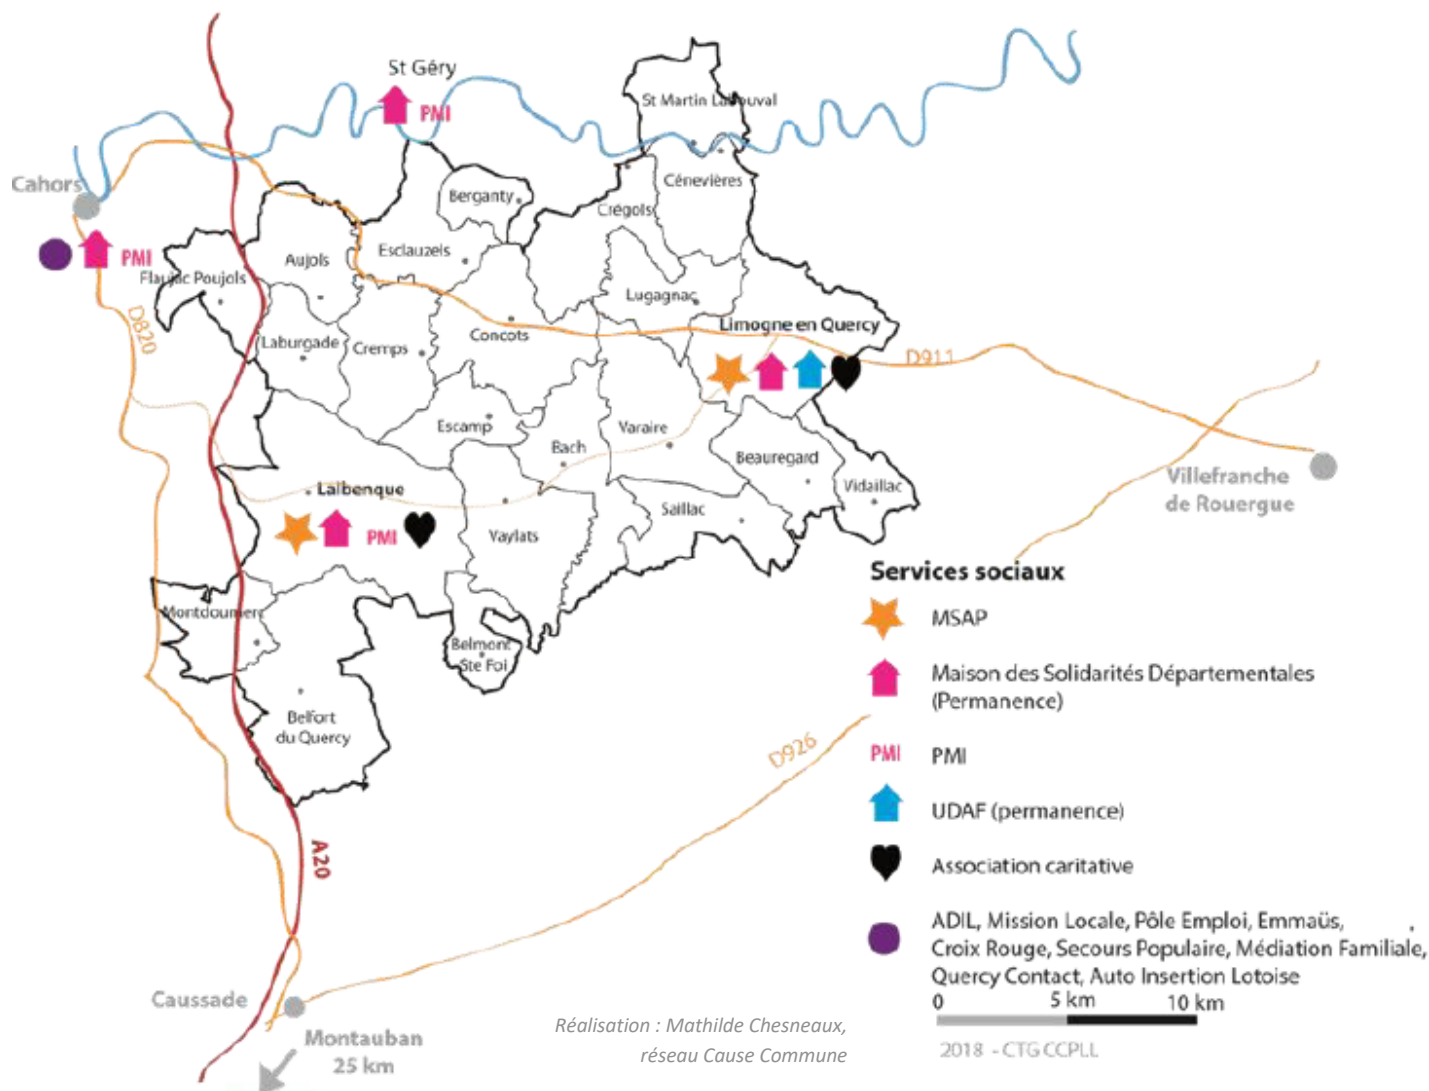 St Géry
PMI
St Martin Labouval
Cahors
Cénevières
Berganty
Crégols
PMI
Aujols
Esclauzels
Flaujac Poujols
Lugagnac
D820
Limogne en Quercy
Laburgade
Cremps
Concots
D911
Escamp
Varaire
Bach
Beauregard
Villefranche
de Rouergue
Lalbenque
Vidaillac
Saillac
PMI
Vaylats
Services sociaux
MSAP
Montdoumerc
Belmont
Ste Foi
Maison des Solidarités Départementales
(Permanence)
Belfort
du Quercy
D926
PMI
PMI
UDAF (permanence)
A20
Association caritative
ADIL, Mission Locale, Pôle Emploi, Emmaüs,
Croix Rouge, Secours Populaire, Médiation Familiale,
Quercy Contact, Auto Insertion Lotoise
Caussade
0 5 km 10 km
Réalisation : Mathilde Chesneaux,
réseau Cause Commune
Montauban
25 km
2018 - CTG CCPLL